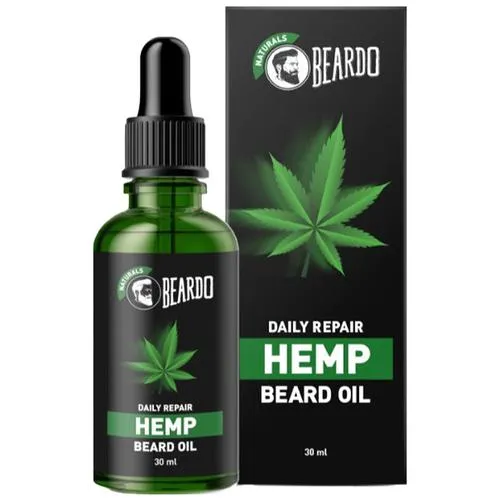 NATURALS
BEARDO
DAILY REPAIR
HEMP
BEARD OIL
30 ml
NATURALS
BEARDO
DAILY REPAIR
HEMP
BEARD OIL
30 ml